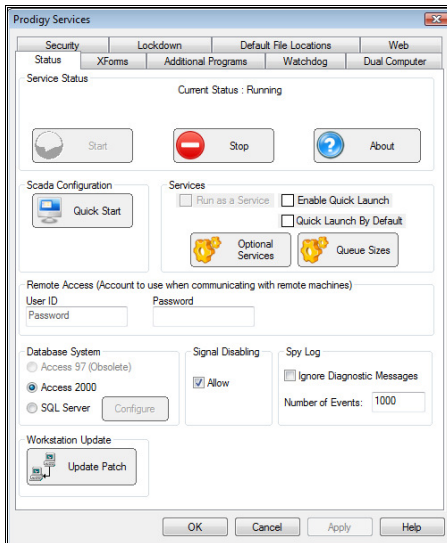 Prodigy Services
Security Lockdown Default File Locations Web
Status XForms Additional Programs Watchdog Dual Computer
Service Status
Current Status : Running
Start Stop About
Scada Configuration Services
Run as a Service Enable Quick Launch
Quick Start
Quick Launch By Default
Optional Services Queue Sizes
Remote Access (Account to use when communicating with remote machines)
User ID Password
Password
Database System Signal Disabling Spy Log
Access 97 (Obsolete)
Ignore Diagnostic Messages
Access 2000 Allow
SQL Server Configure Number of Events: 1000
Workstation Update
Update Patch
OK Cancel Apply Help